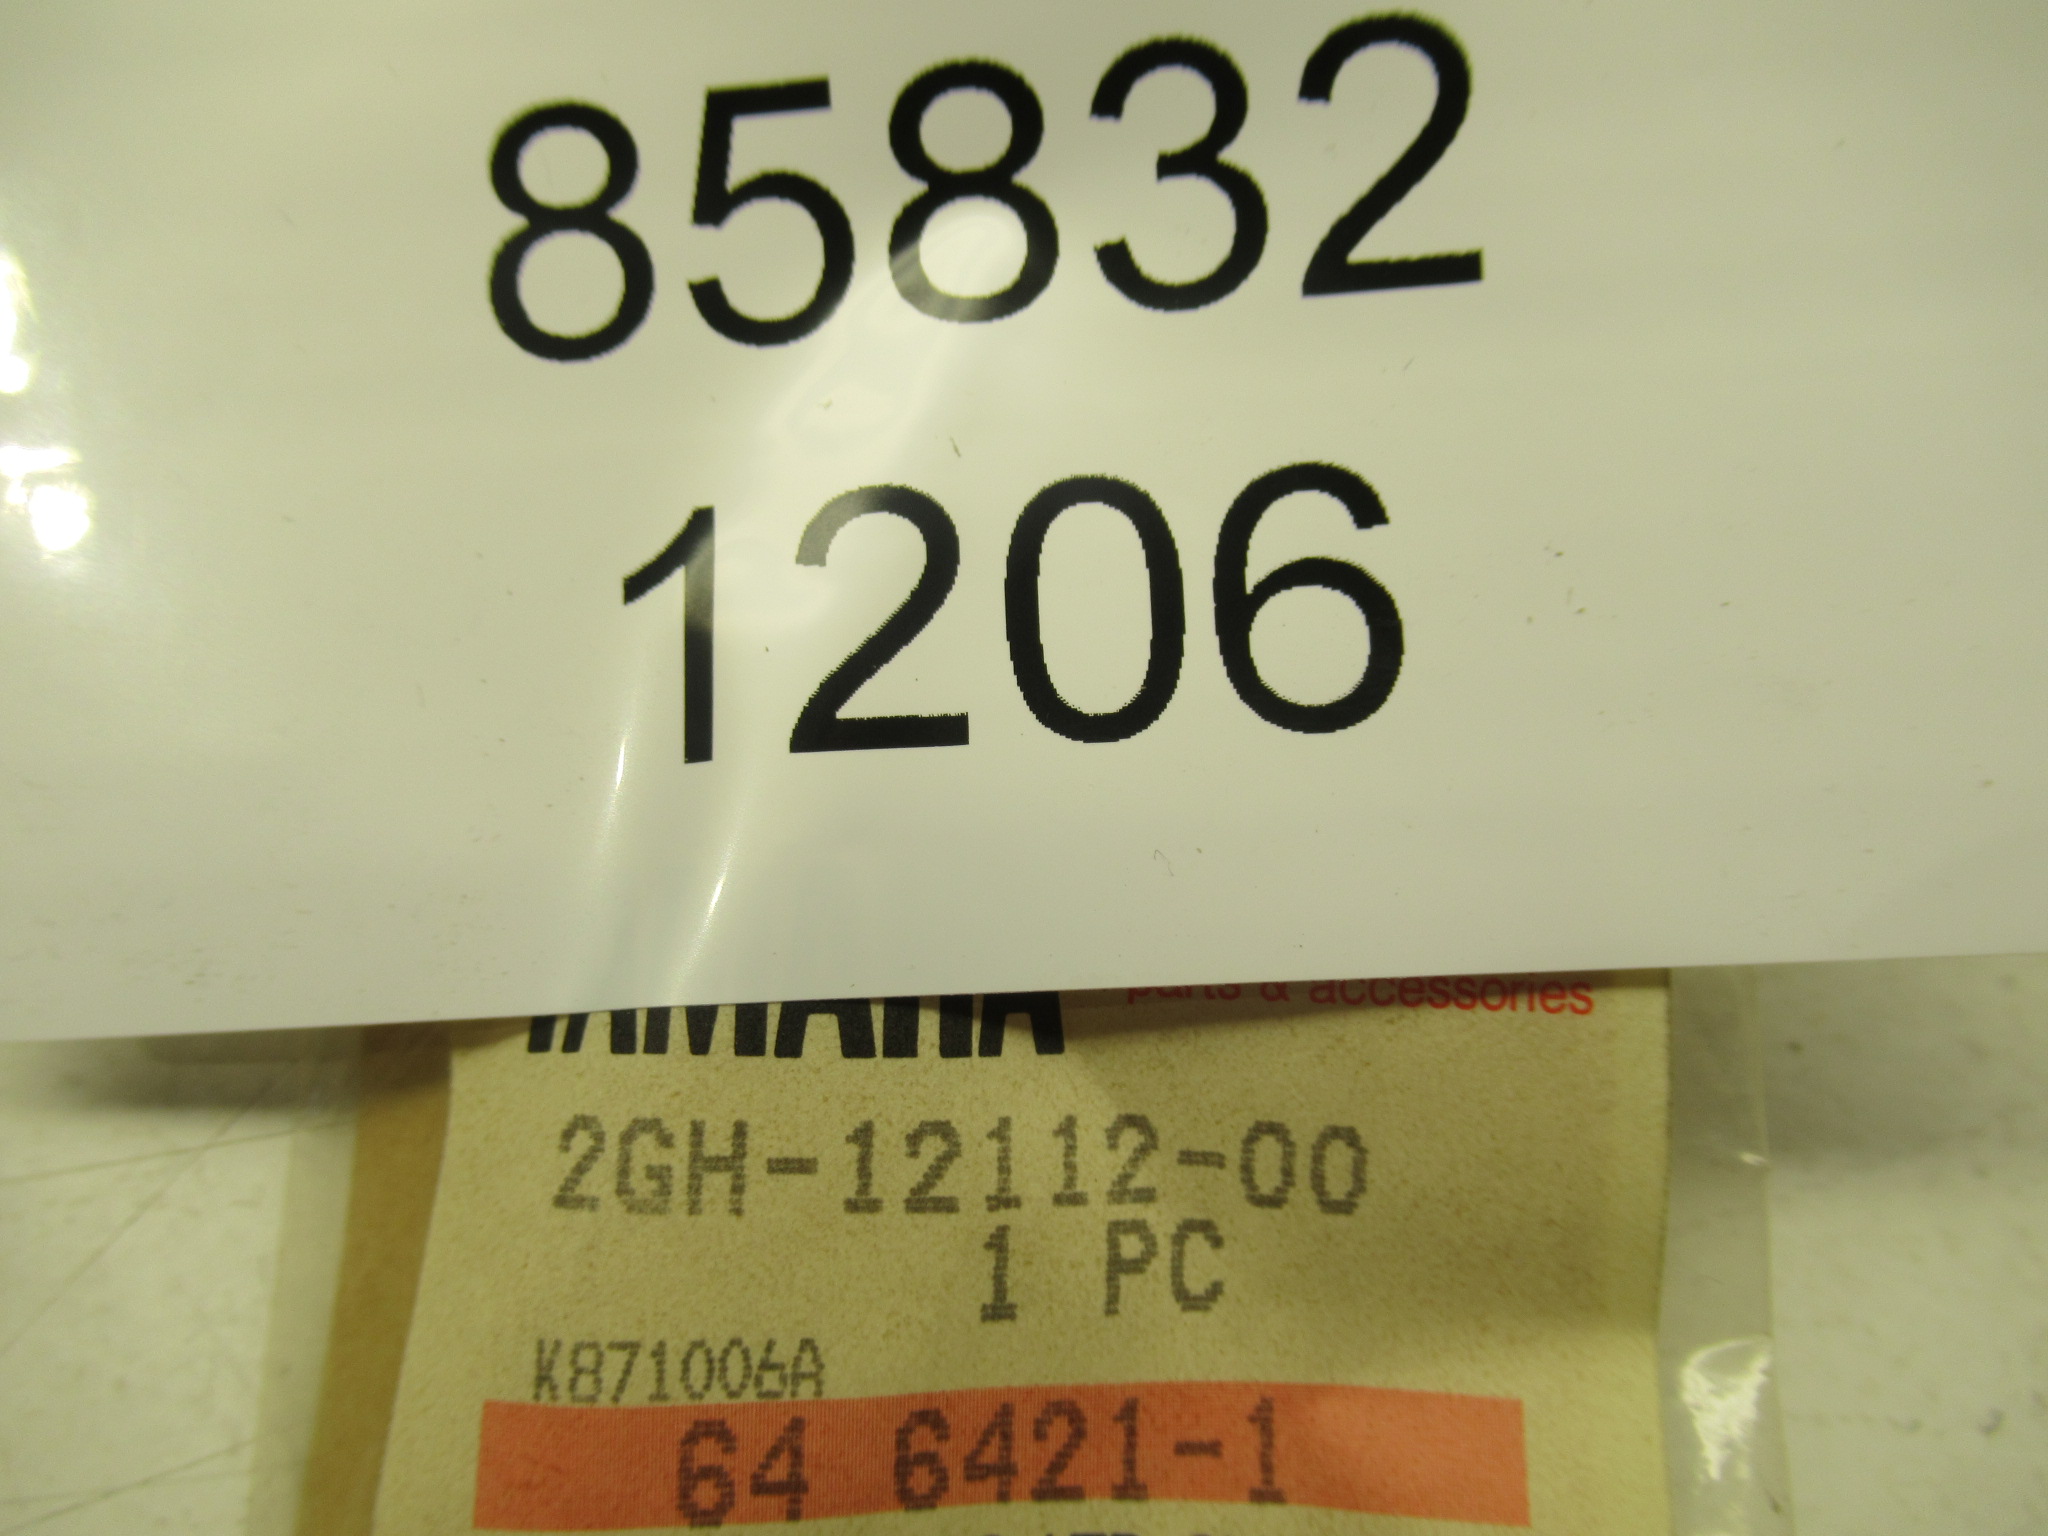 85832
1206
YAMAHA parts & accessories
2GH-12112-00
1 PC
K871006A
64 6421-1